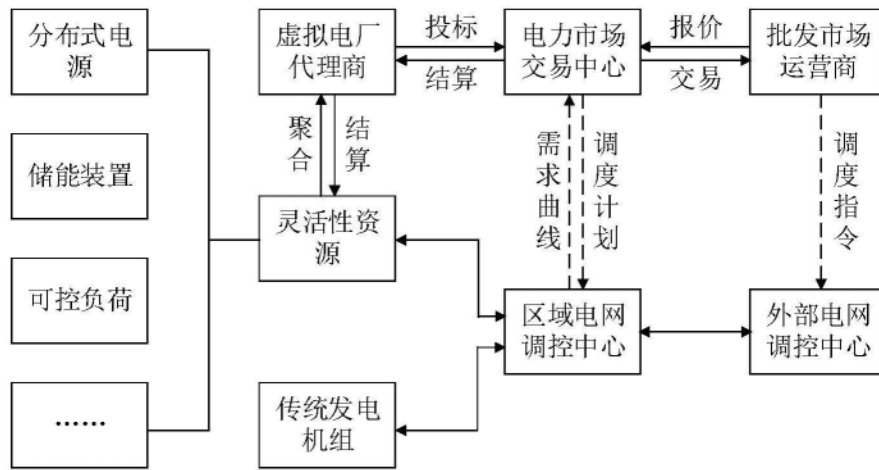 分布式电
源
虚拟电厂
代理商
投标
结算
电力市场
交易中心
报价
交易
批发市场
运营商
聚合
结算
需求曲线
调度计划
调度指令
储能装置
灵活性资
源
可控负荷
区域电网
调控中心
外部电网
调控中心
……
传统发电
机组